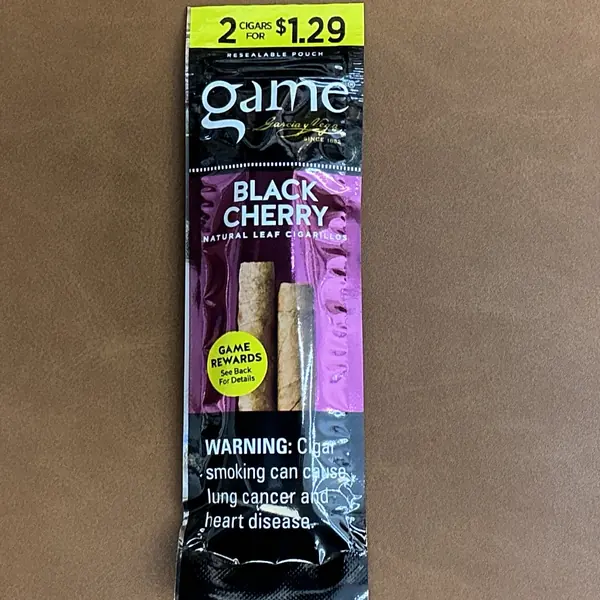 2 CIGARS FOR $1.29
RESEALABLE POUCH
game®
Garcia y Vega
SINCE 1882
BLACK
CHERRY
NATURAL LEAF CIGARILLOS
GAME
REWARDS
See Back
For Details
WARNING: Cigar
smoking can cause
lung cancer and
heart disease.